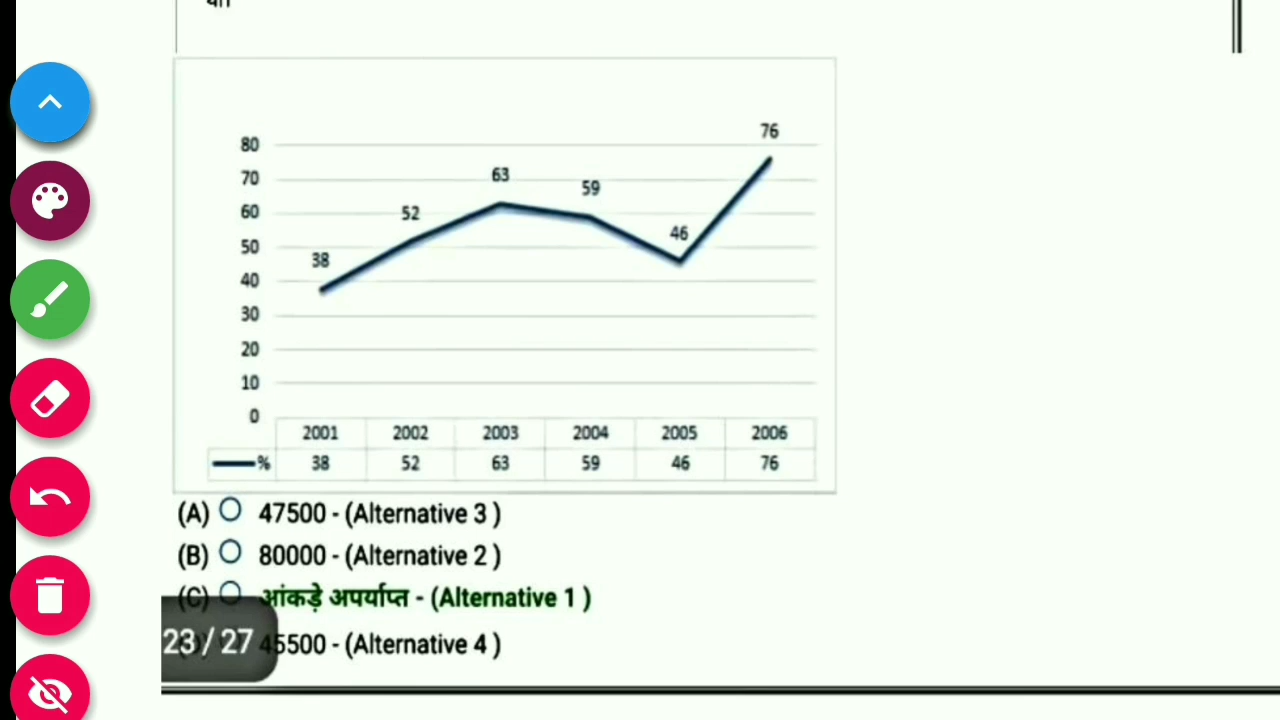 76
80
70
63
59
60
52
46
50
38
40
30
20
10
0
2001 2002 2003 2004 2005 2006
% 38 52 63 59 46 76
(A) 47500 - (Alternative 3 )
(B) 80000 - (Alternative 2 )
(C) आंकड़े अपर्याप्त - (Alternative 1 )
23 / 27 45500 - (Alternative 4 )